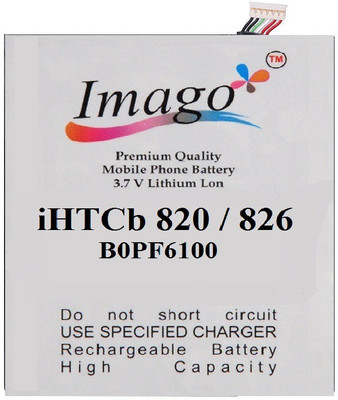 TM
Imago
Premium Quality
Mobile Phone Battery
3.7 V Lithium Lon
iHTCb 820 / 826
B0PF6100
Do not short circuit
USE SPECIFIED CHARGER
Rechargeable Battery
High Capacity